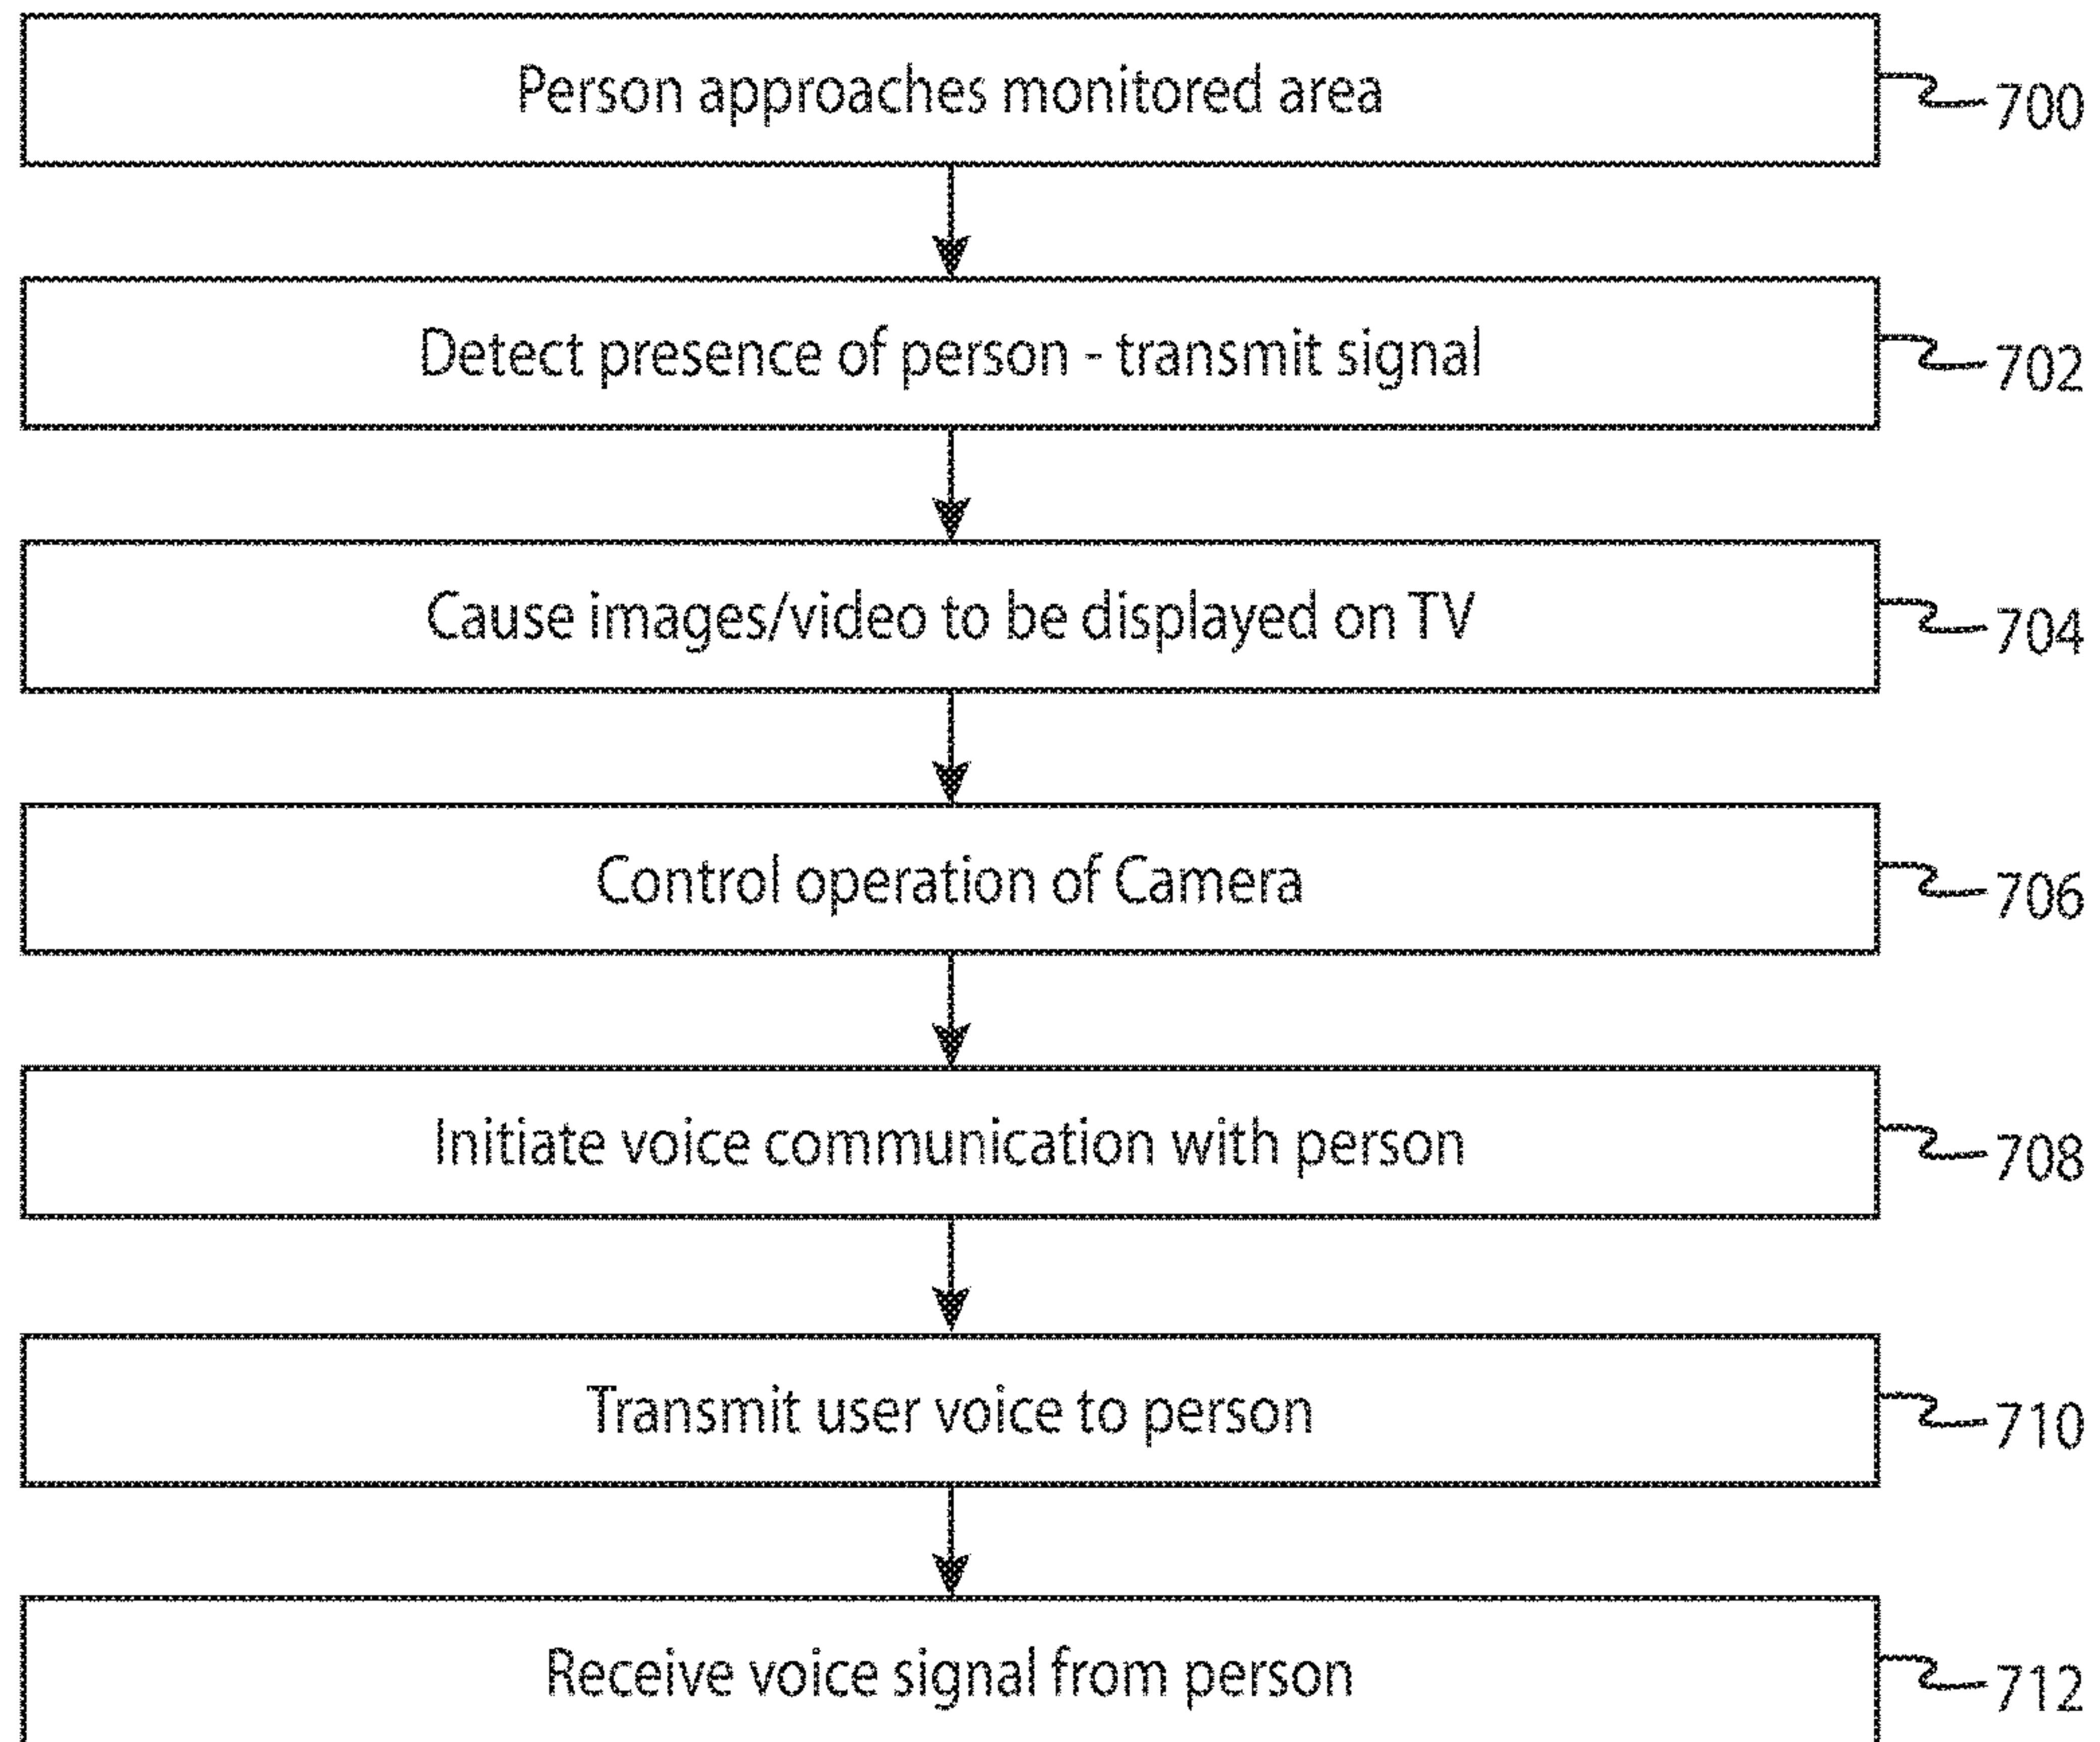 Person approaches monitored area
700
Detect presence of person - transmit signal
702
Cause images/video to be displayed on TV
704
Control operation of Camera
706
Initiate voice communication with person
708
Transmit user voice to person
710
Receive voice signal from person
712